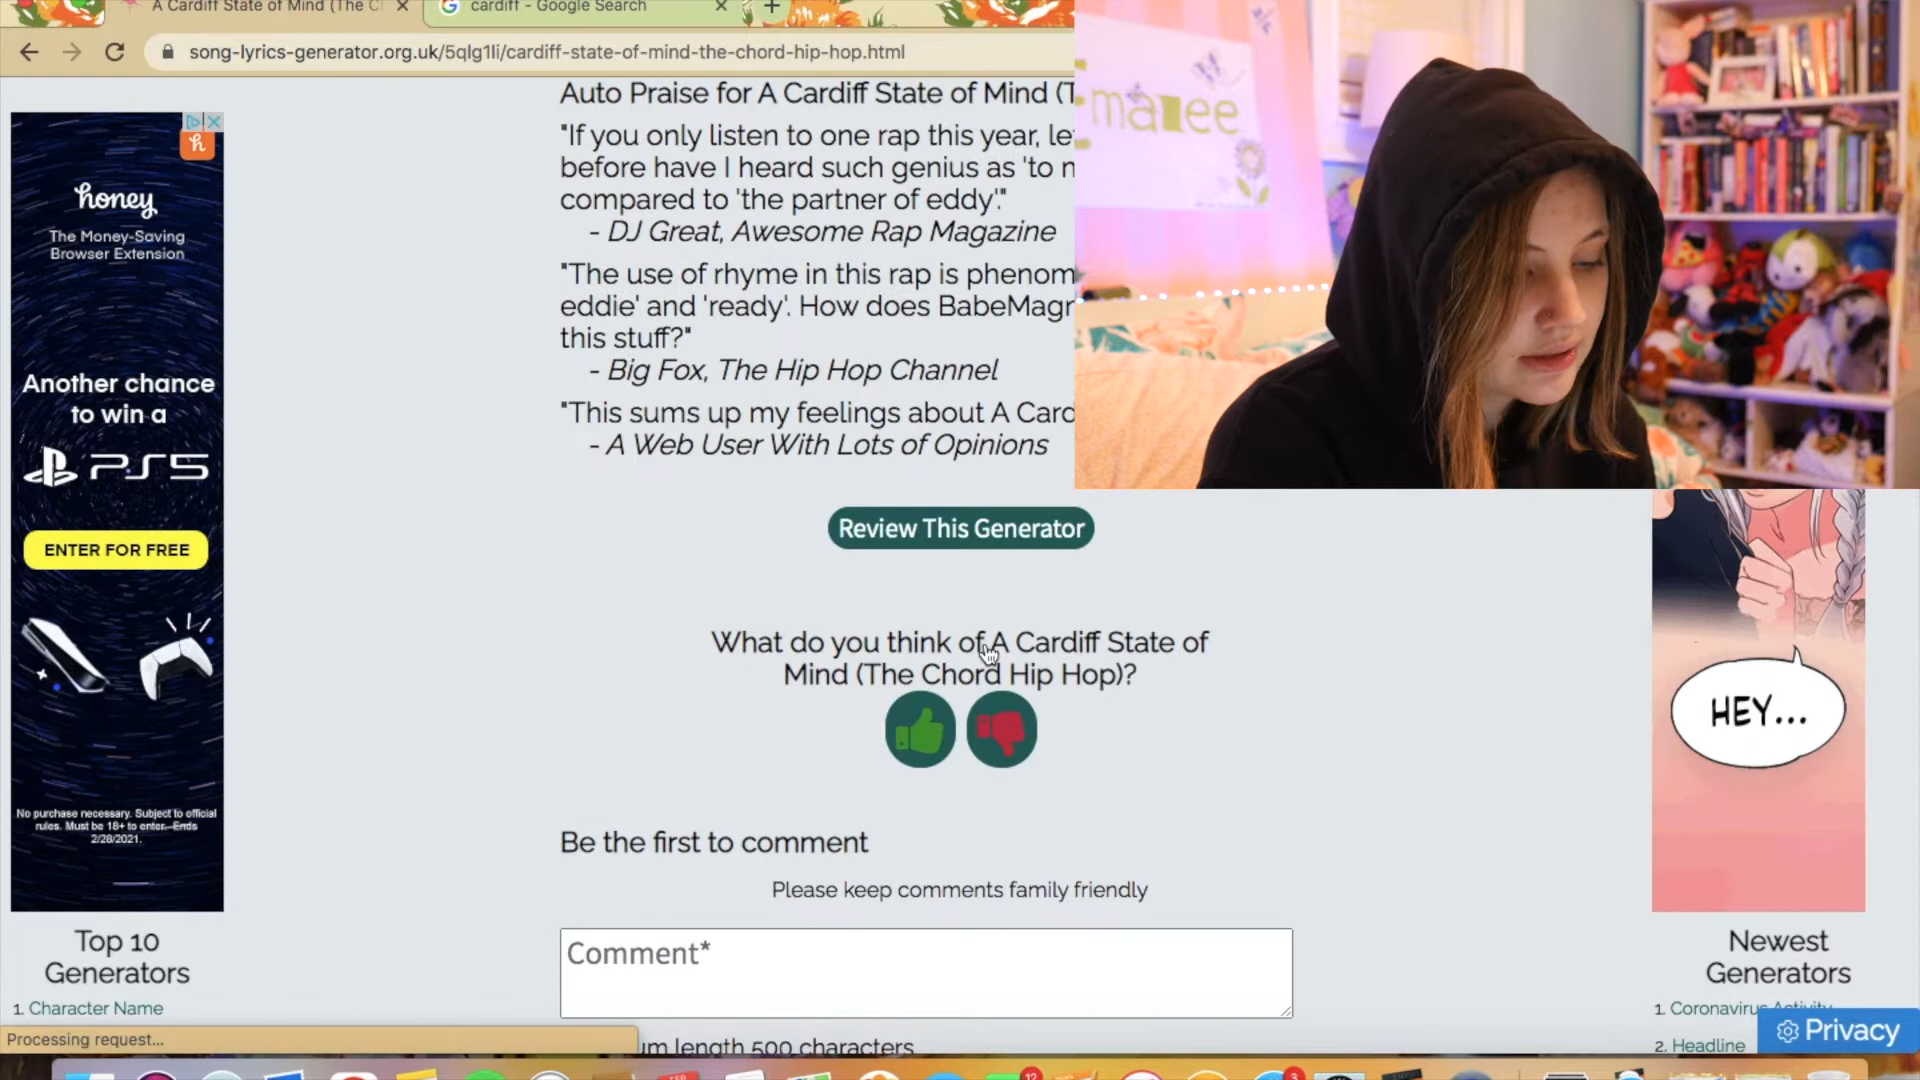 A Cardiff State of Mind (The C
cardiff - Google Search
song-lyrics-generator.org.uk/5qlg1li/cardiff-state-of-mind-the-chord-hip-hop.html
Auto Praise for A Cardiff State of Mind (T
"If you only listen to one rap this year, le
before have I heard such genius as 'to m
compared to 'the partner of eddy'."
- DJ Great, Awesome Rap Magazine
"The use of rhyme in this rap is phenom
eddie' and 'ready'. How does BabeMagn
this stuff?"
- Big Fox, The Hip Hop Channel
"This sums up my feelings about A Card
- A Web User With Lots of Opinions
Review This Generator
What do you think of A Cardiff State of
Mind (The Chord Hip Hop)?
Be the first to comment
Please keep comments family friendly
Comment*
um length 500 characters
h
honey
The Money-Saving
Browser Extension
Another chance
to win a
PS5
ENTER FOR FREE
No purchase necessary. Subject to official
rules. Must be 18+ to enter. Ends
2/28/2021.
Top 10
Generators
1. Character Name
Processing request...
HEY...
Newest
Generators
1. Coronavirus Activity
2. Headline
Privacy
12
3